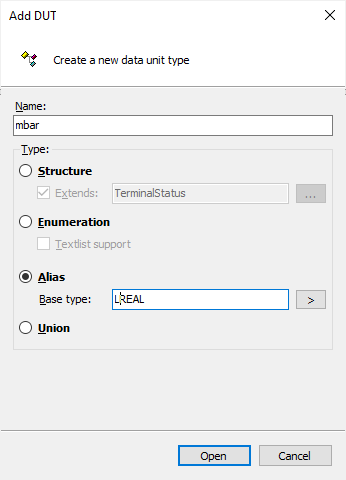 Add DUT
Create a new data unit type
Name:
mbar
Type:
Structure
Extends: TerminalStatus ...
Enumeration
Textlist support
Alias
Base type: LREAL >
Union
Open Cancel